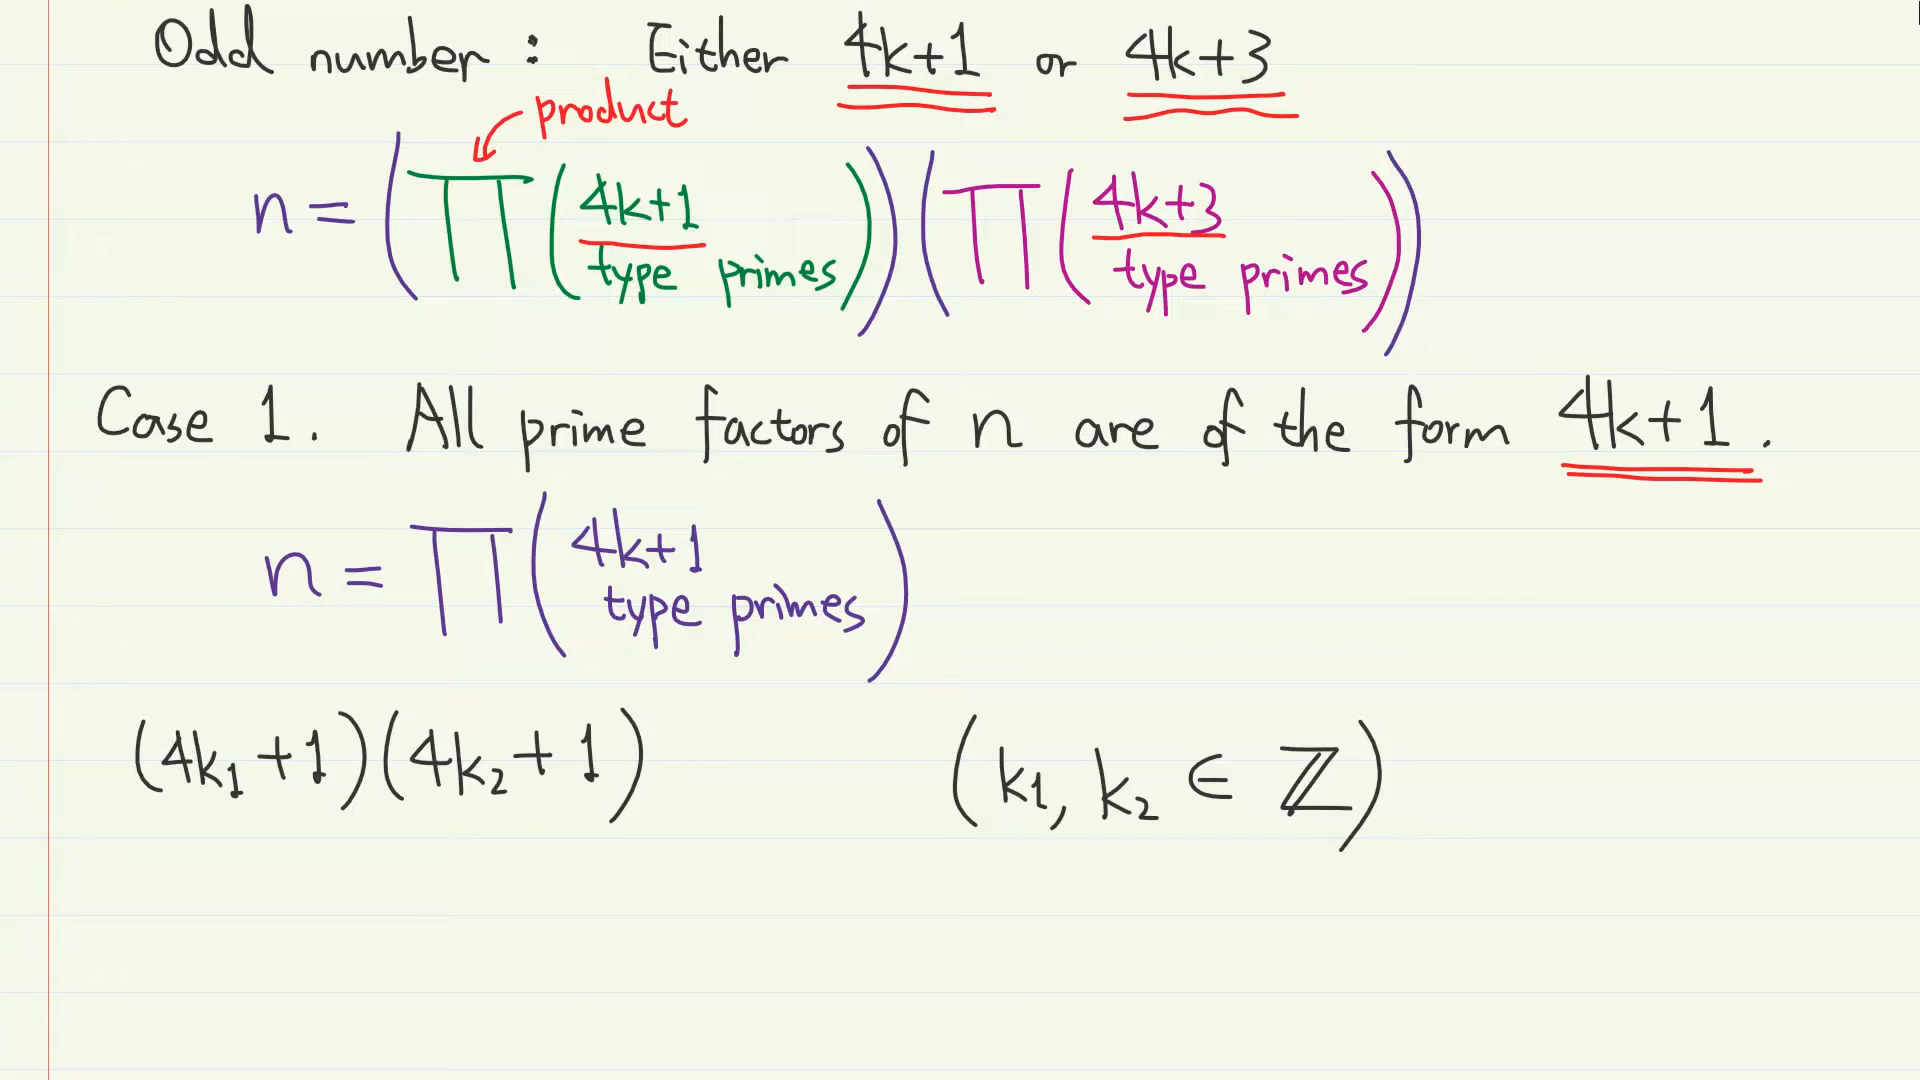 Odd number : Either 4k+1 or 4k+3
product
n = (∏(4k+1 type primes))(∏(4k+3 type primes))
Case 1. All prime factors of n are of the form 4k+1.
n = ∏(4k+1 type primes)
(4k₁+1)(4k₂+1) (k₁, k₂ ∈ ℤ)